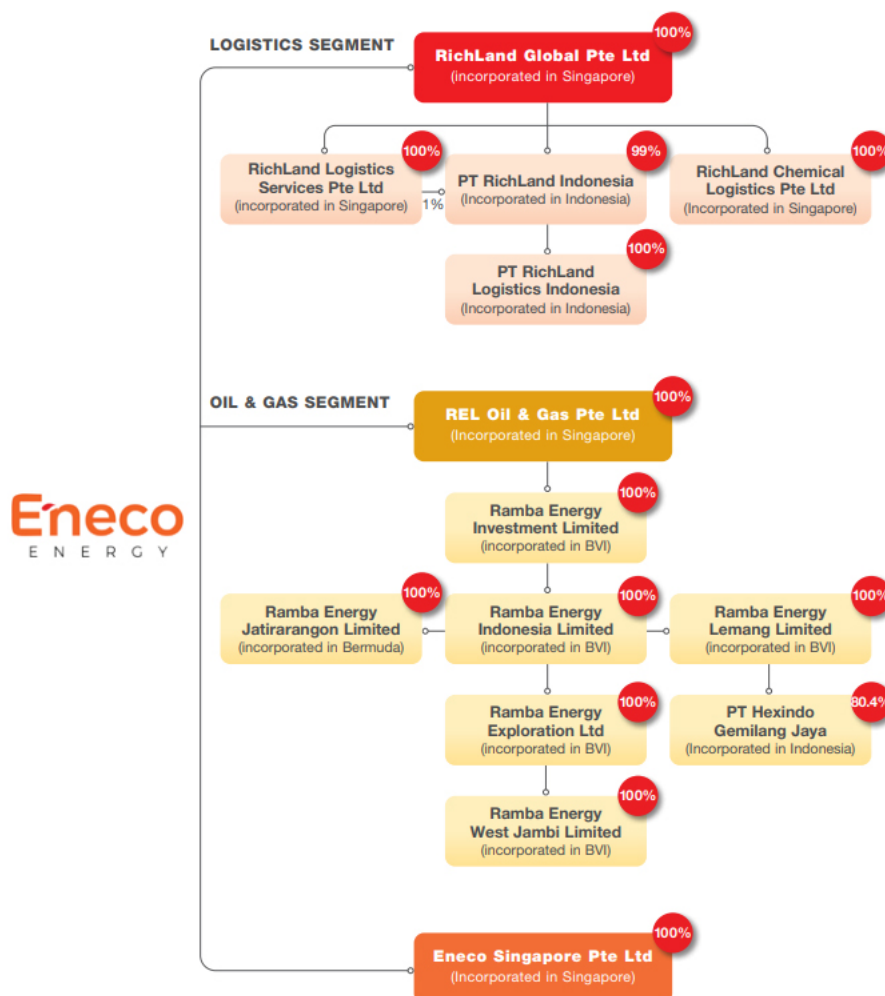 LOGISTICS SEGMENT
100%
RichLand Global Pte Ltd
(incorporated in Singapore)
100%
RichLand Logistics
Services Pte Ltd
(incorporated in Singapore)
1%
99%
PT RichLand Indonesia
(Incorporated in Indonesia)
100%
RichLand Chemical
Logistics Pte Ltd
(Incorporated in Singapore)
100%
PT RichLand
Logistics Indonesia
(Incorporated in Indonesia)
OIL & GAS SEGMENT
100%
REL Oil & Gas Pte Ltd
(Incorporated in Singapore)
Eneco
ENERGY
100%
Ramba Energy
Investment Limited
(incorporated in BVI)
100%
Ramba Energy
Jatirarangon Limited
(incorporated in Bermuda)
100%
Ramba Energy
Indonesia Limited
(incorporated in BVI)
100%
Ramba Energy
Lemang Limited
(incorporated in BVI)
100%
Ramba Energy
Exploration Ltd
(incorporated in BVI)
80.4%
PT Hexindo
Gemilang Jaya
(Incorporated in Indonesia)
100%
Ramba Energy
West Jambi Limited
(incorporated in BVI)
100%
Eneco Singapore Pte Ltd
(Incorporated in Singapore)